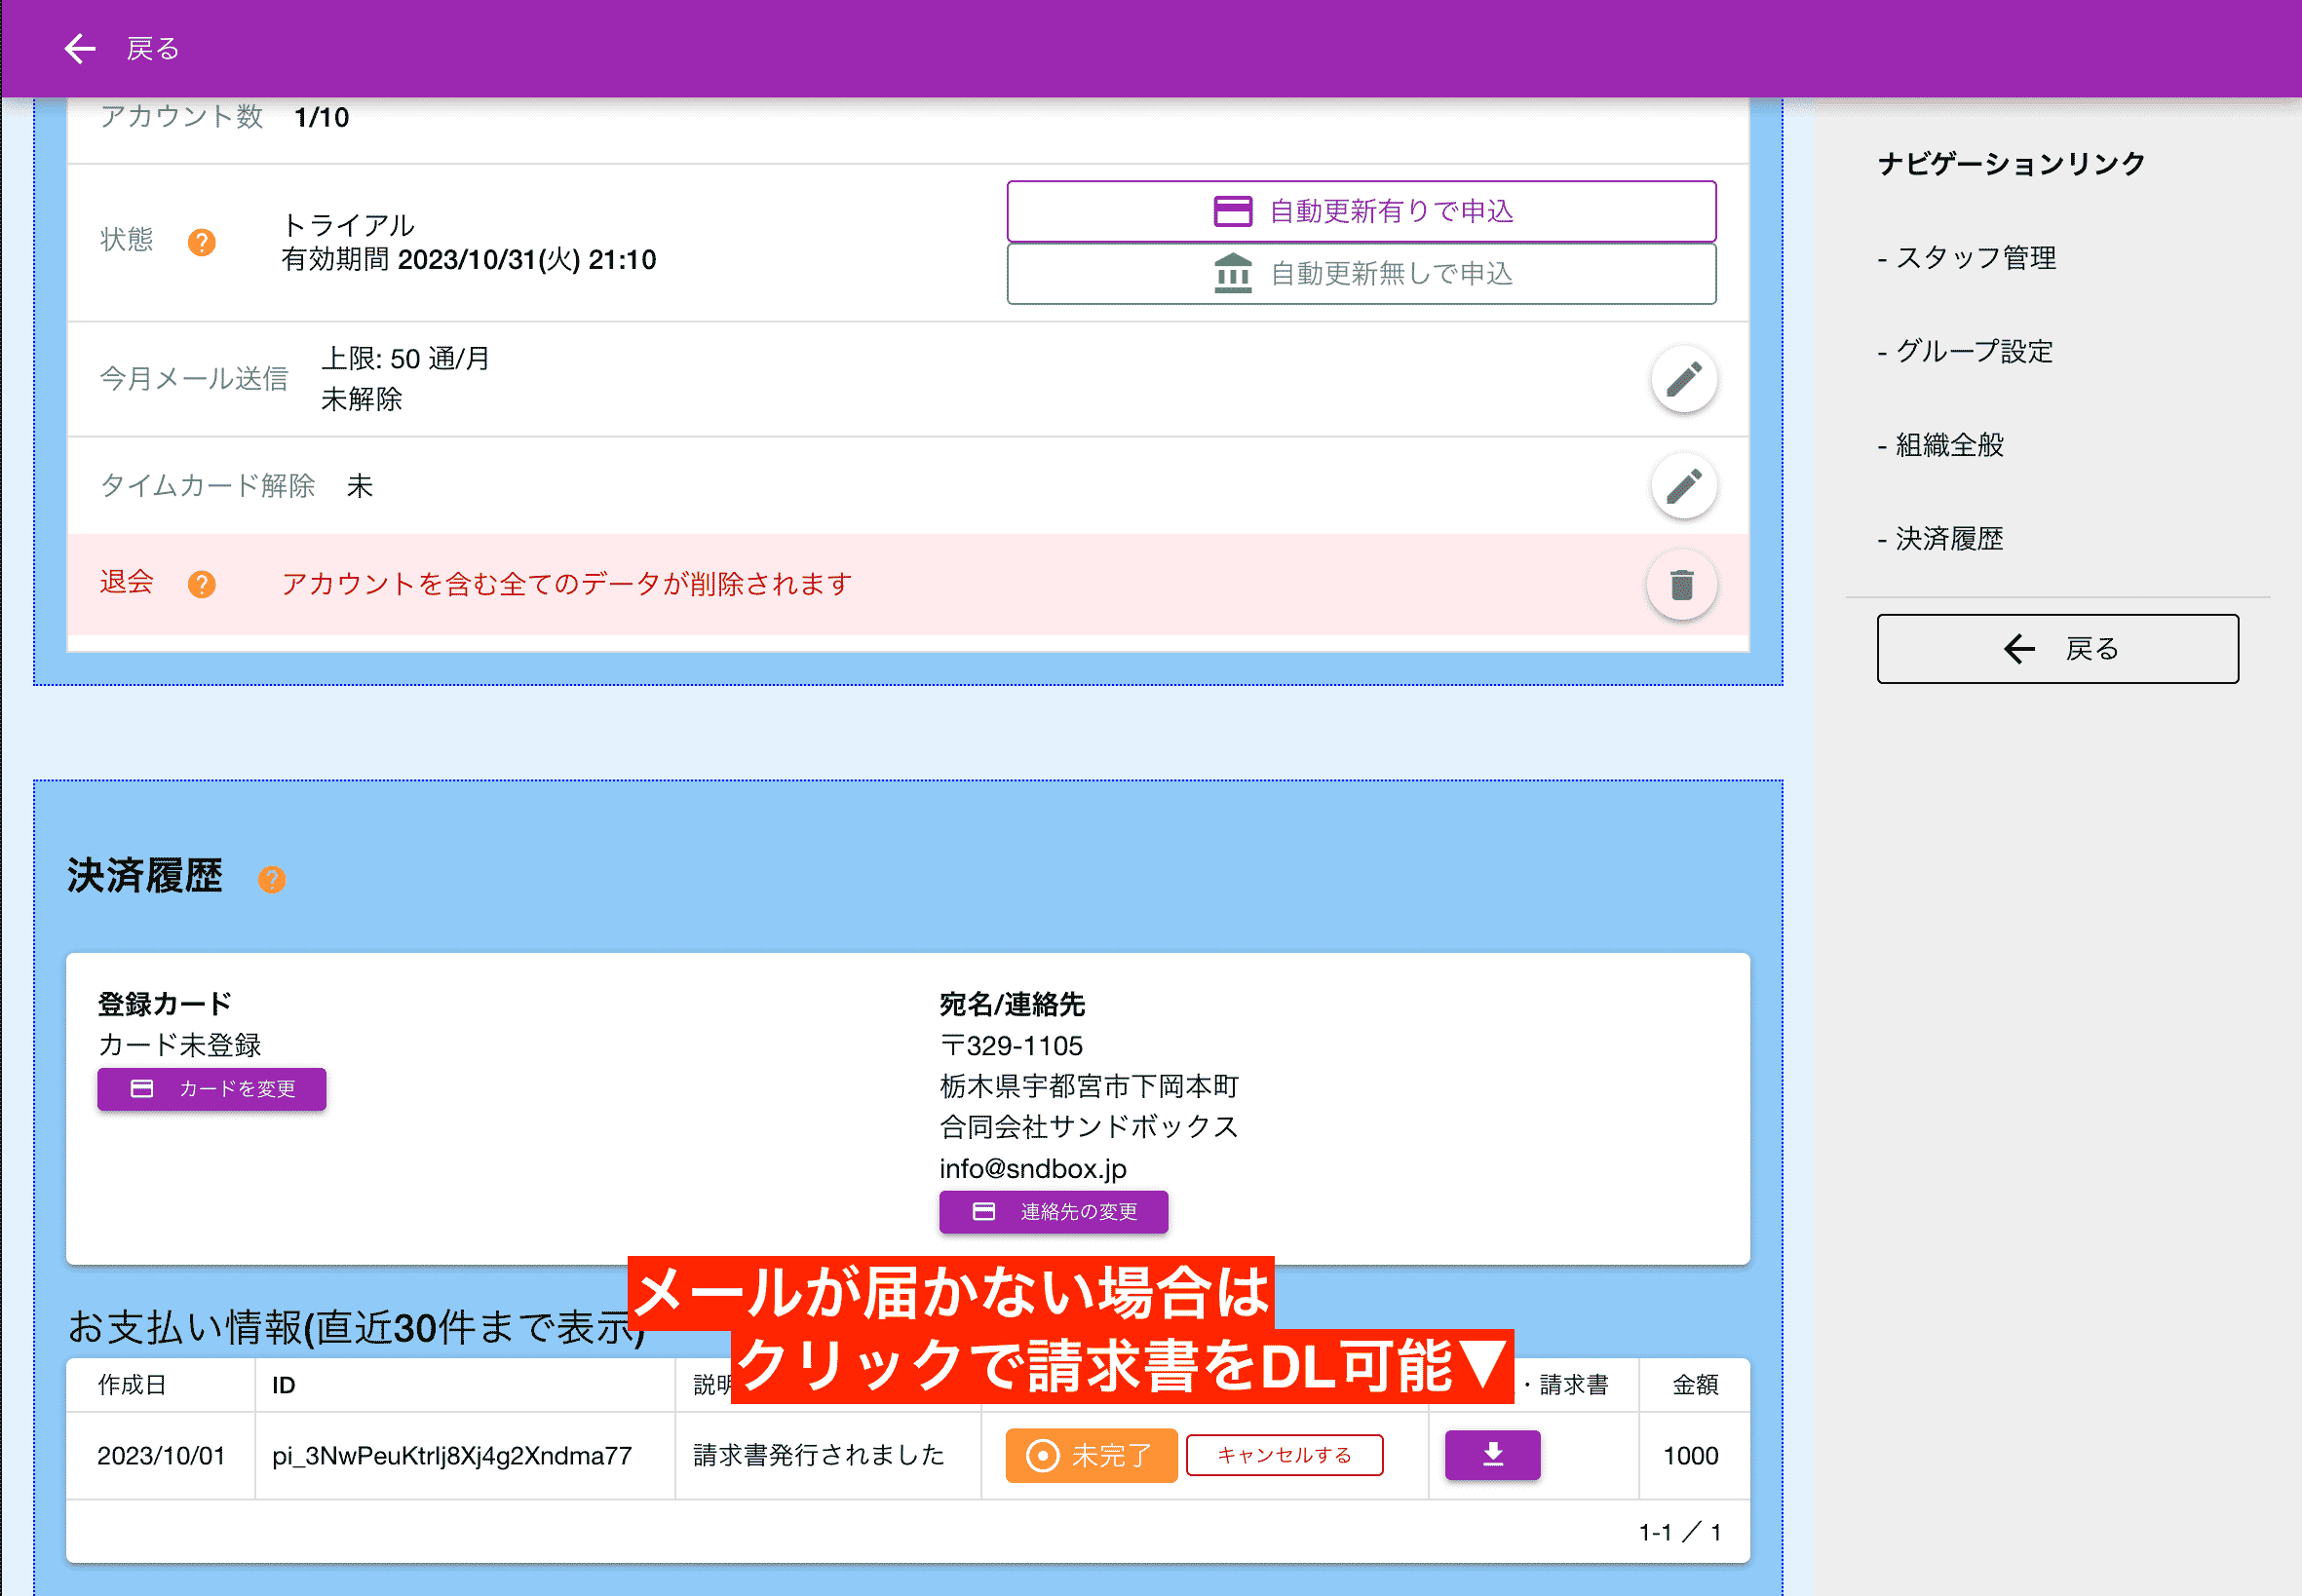 戻る
アカウント数 1/10
状態
トライアル
有効期間 2023/10/31(火) 21:10
自動更新有りで申込
自動更新無しで申込
今月メール送信
上限: 50 通/月
未解除
タイムカード解除 未
退会 アカウントを含む全てのデータが削除されます
ナビゲーションリンク
- スタッフ管理
- グループ設定
- 組織全般
- 決済履歴
戻る
決済履歴
登録カード
カード未登録
カードを変更
宛名/連絡先
〒329-1105
栃木県宇都宮市下岡本町
合同会社サンドボックス
info@sndbox.jp
連絡先の変更
メールが届かない場合は
クリックで請求書をDL可能▼
お支払い情報(直近30件まで表示)
作成日 ID 説明 ・請求書 金額
2023/10/01 pi_3NwPeuKtrIj8Xj4g2Xndma77 請求書発行されました 未完了 キャンセルする 1000
1-1 ／ 1